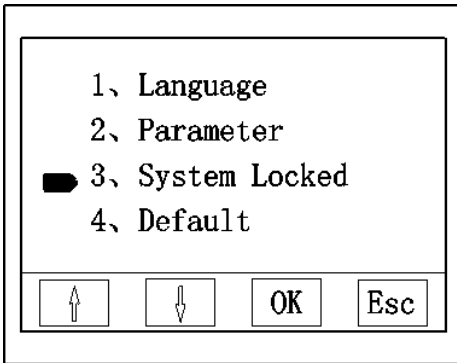 1、Language
2、Parameter
3、System Locked
4、Default
OK Esc